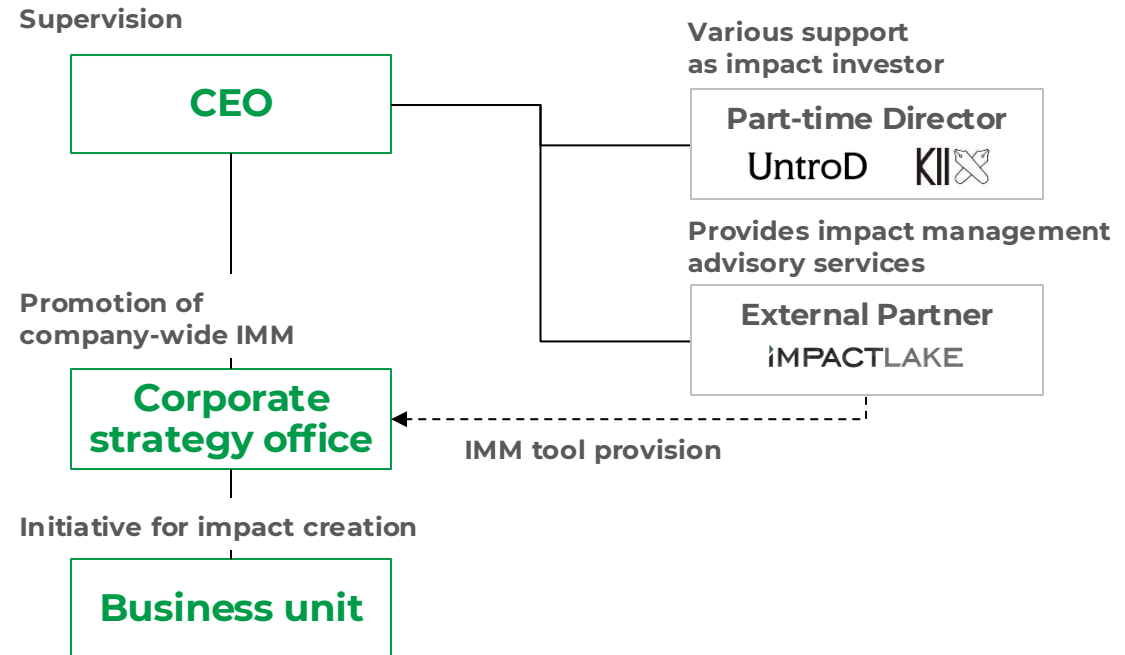 Supervision
CEO
Various support
as impact investor
Part-time Director
UntroD KII
Provides impact management
advisory services
External Partner
iMPACTLAKE
Promotion of
company-wide IMM
Corporate
strategy office
IMM tool provision
Initiative for impact creation
Business unit